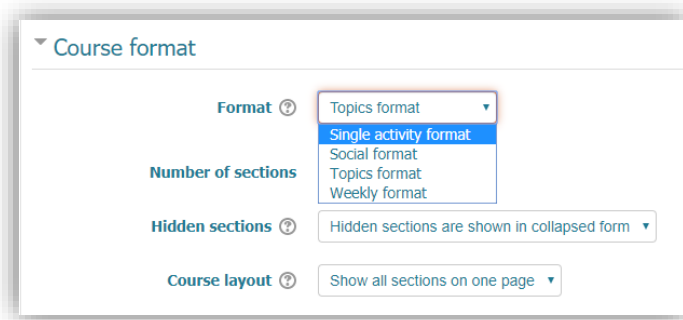 Course format
Format
Topics format
Single activity format
Social format
Topics format
Weekly format
Number of sections
Hidden sections
Hidden sections are shown in collapsed form
Course layout
Show all sections on one page